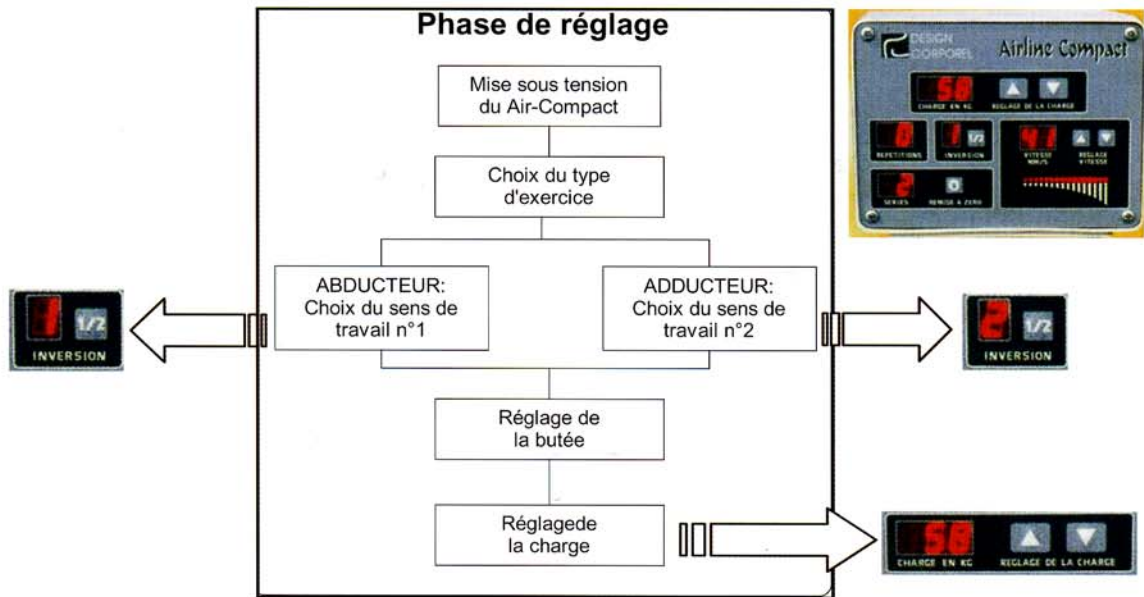 Phase de réglage
Mise sous tension
du Air-Compact
Choix du type
d'exercice
ABDUCTEUR:
Choix du sens de
travail n°1
ADDUCTEUR:
Choix du sens de
travail n°2
Réglage de
la butée
Réglagede
la charge
DESIGN
CORPOREL
Airline Compact
58
CHARGE EN KG REGLAGE DE LA CHARGE
0 1 1/2 41
REPETITIONS INVERSION VITESSE REGLAGE
MM/S VITESSE
2 0
SERIES REMISE A ZERO
1 1/2
INVERSION
2 1/2
INVERSION
58
CHARGE EN KG REGLAGE DE LA CHARGE